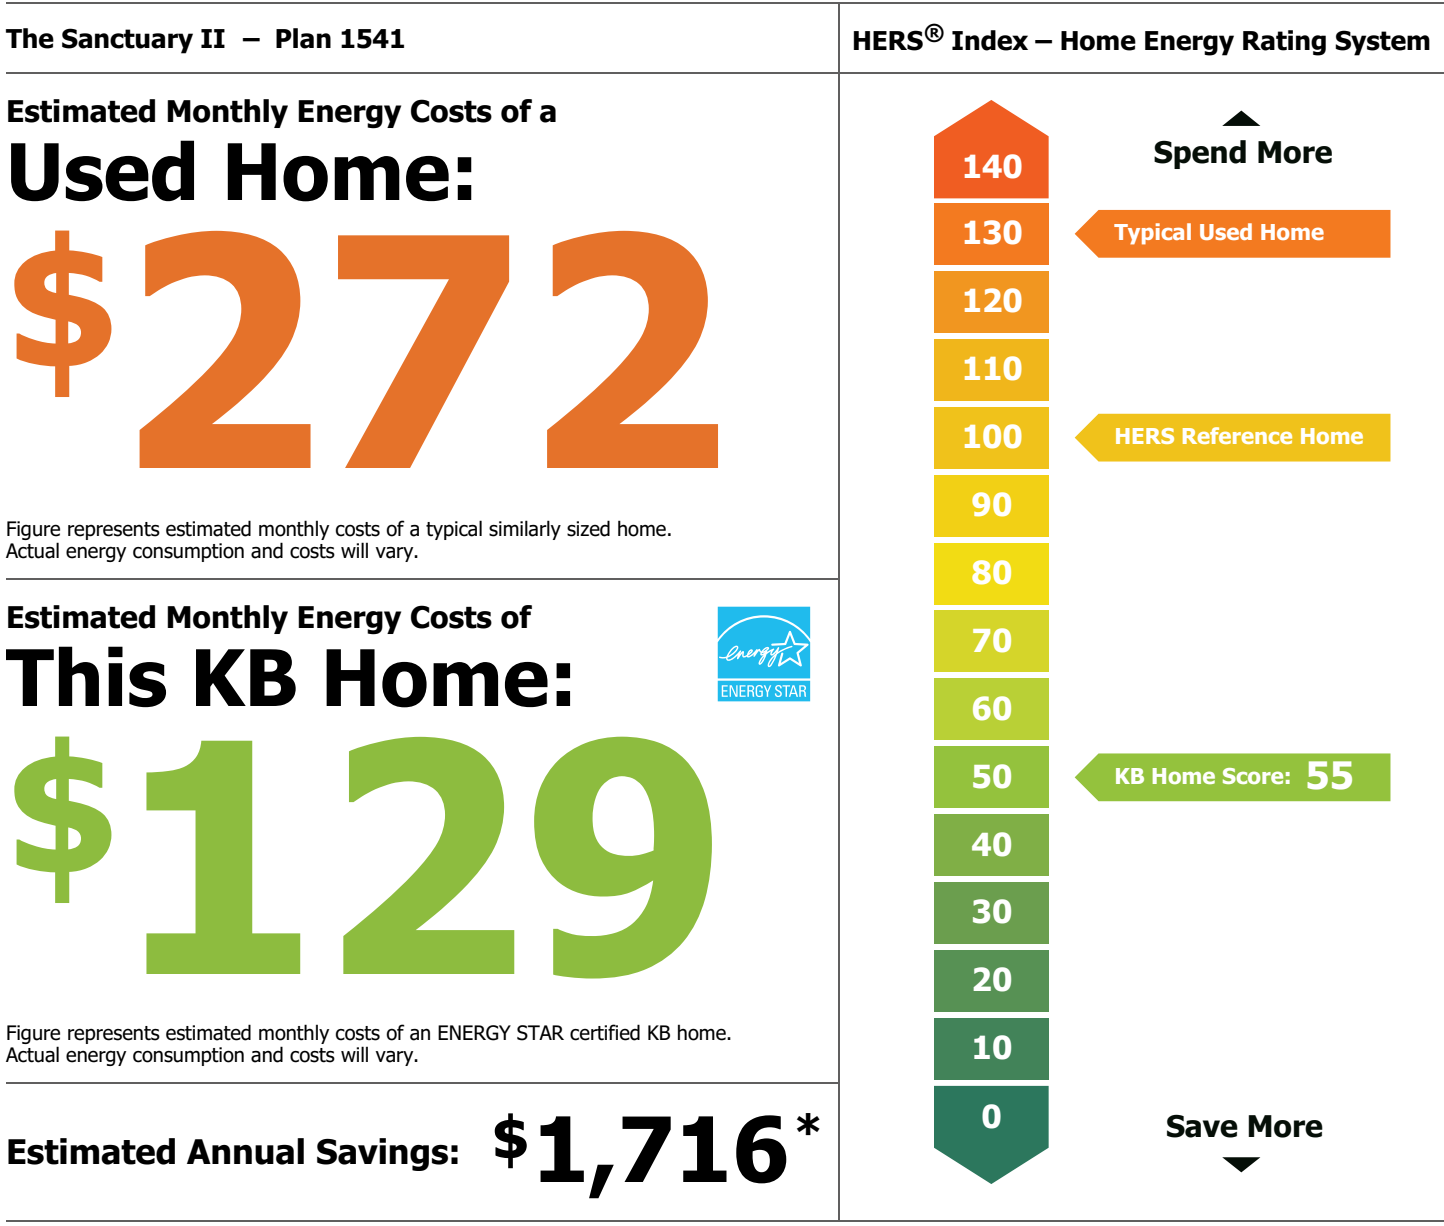 The Sanctuary II – Plan 1541
Estimated Monthly Energy Costs of a
Used Home:
$272
Figure represents estimated monthly costs of a typical similarly sized home.
Actual energy consumption and costs will vary.
Estimated Monthly Energy Costs of
This KB Home:
energy
ENERGY STAR
$129
Figure represents estimated monthly costs of an ENERGY STAR certified KB home.
Actual energy consumption and costs will vary.
Estimated Annual Savings: $1,716*
HERS® Index – Home Energy Rating System
Spend More
140
130 Typical Used Home
120
110
100 HERS Reference Home
90
80
70
60
50 KB Home Score: 55
40
30
20
10
0
Save More